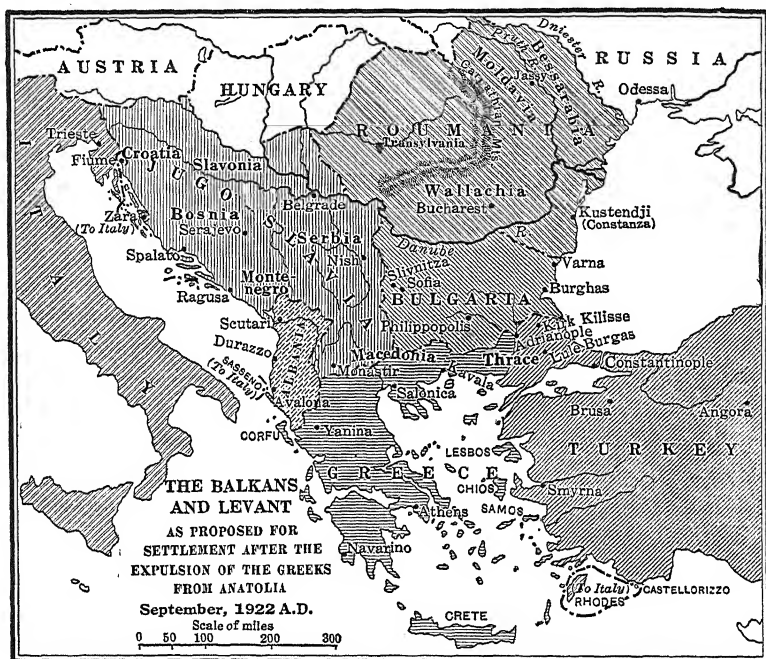 AUSTRIA
HUNGARY
RUSSIA
Dniester R.
Pruth R.
Bessarabia
Moldavia
Jassy
Odessa
Carpathian Mts.
ROUMANIA
Transylvania
Wallachia
Bucharest
Trieste
Fiume
Croatia
Slavonia
JUGO SLAVIA
ITALY
Zara
(To Italy)
Bosnia
Serajevo
Belgrade
Serbia
Nish
Spalato
Ragusa
Monte-
negro
Danube
R.
Slivnitza
Sofia
BULGARIA
Philippopolis
Kustendji
(Constanza)
Varna
Burghas
Kirk Kilisse
Adrianople
Lule Burgas
Thrace
Constantinople
Scutari
Durazzo
ALBANIA
SASSENO
(To Italy)
Avalona
Macedonia
Monastir
Kavala
Salonica
CORFU
Yanina
GREECE
LESBOS
CHIOS
SAMOS
Athens
Navarino
Brusa
Angora
TURKEY
Smyrna
(To Italy)
RHODES
CASTELLORIZZO
CRETE
THE BALKANS
AND LEVANT
AS PROPOSED FOR
SETTLEMENT AFTER THE
EXPULSION OF THE GREEKS
FROM ANATOLIA
September, 1922 A.D.
Scale of miles
0 50 100 200 300